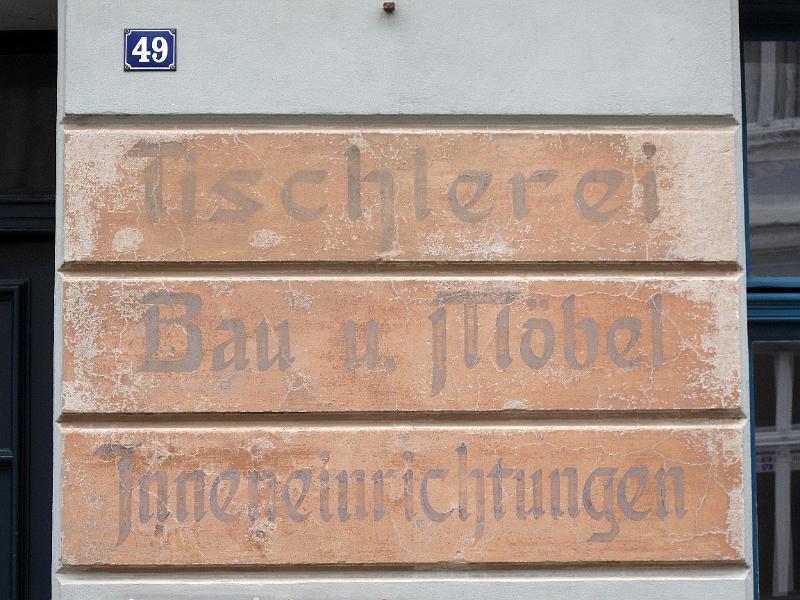 49
Tischlerei
Bau u. Möbel
Inneneinrichtungen